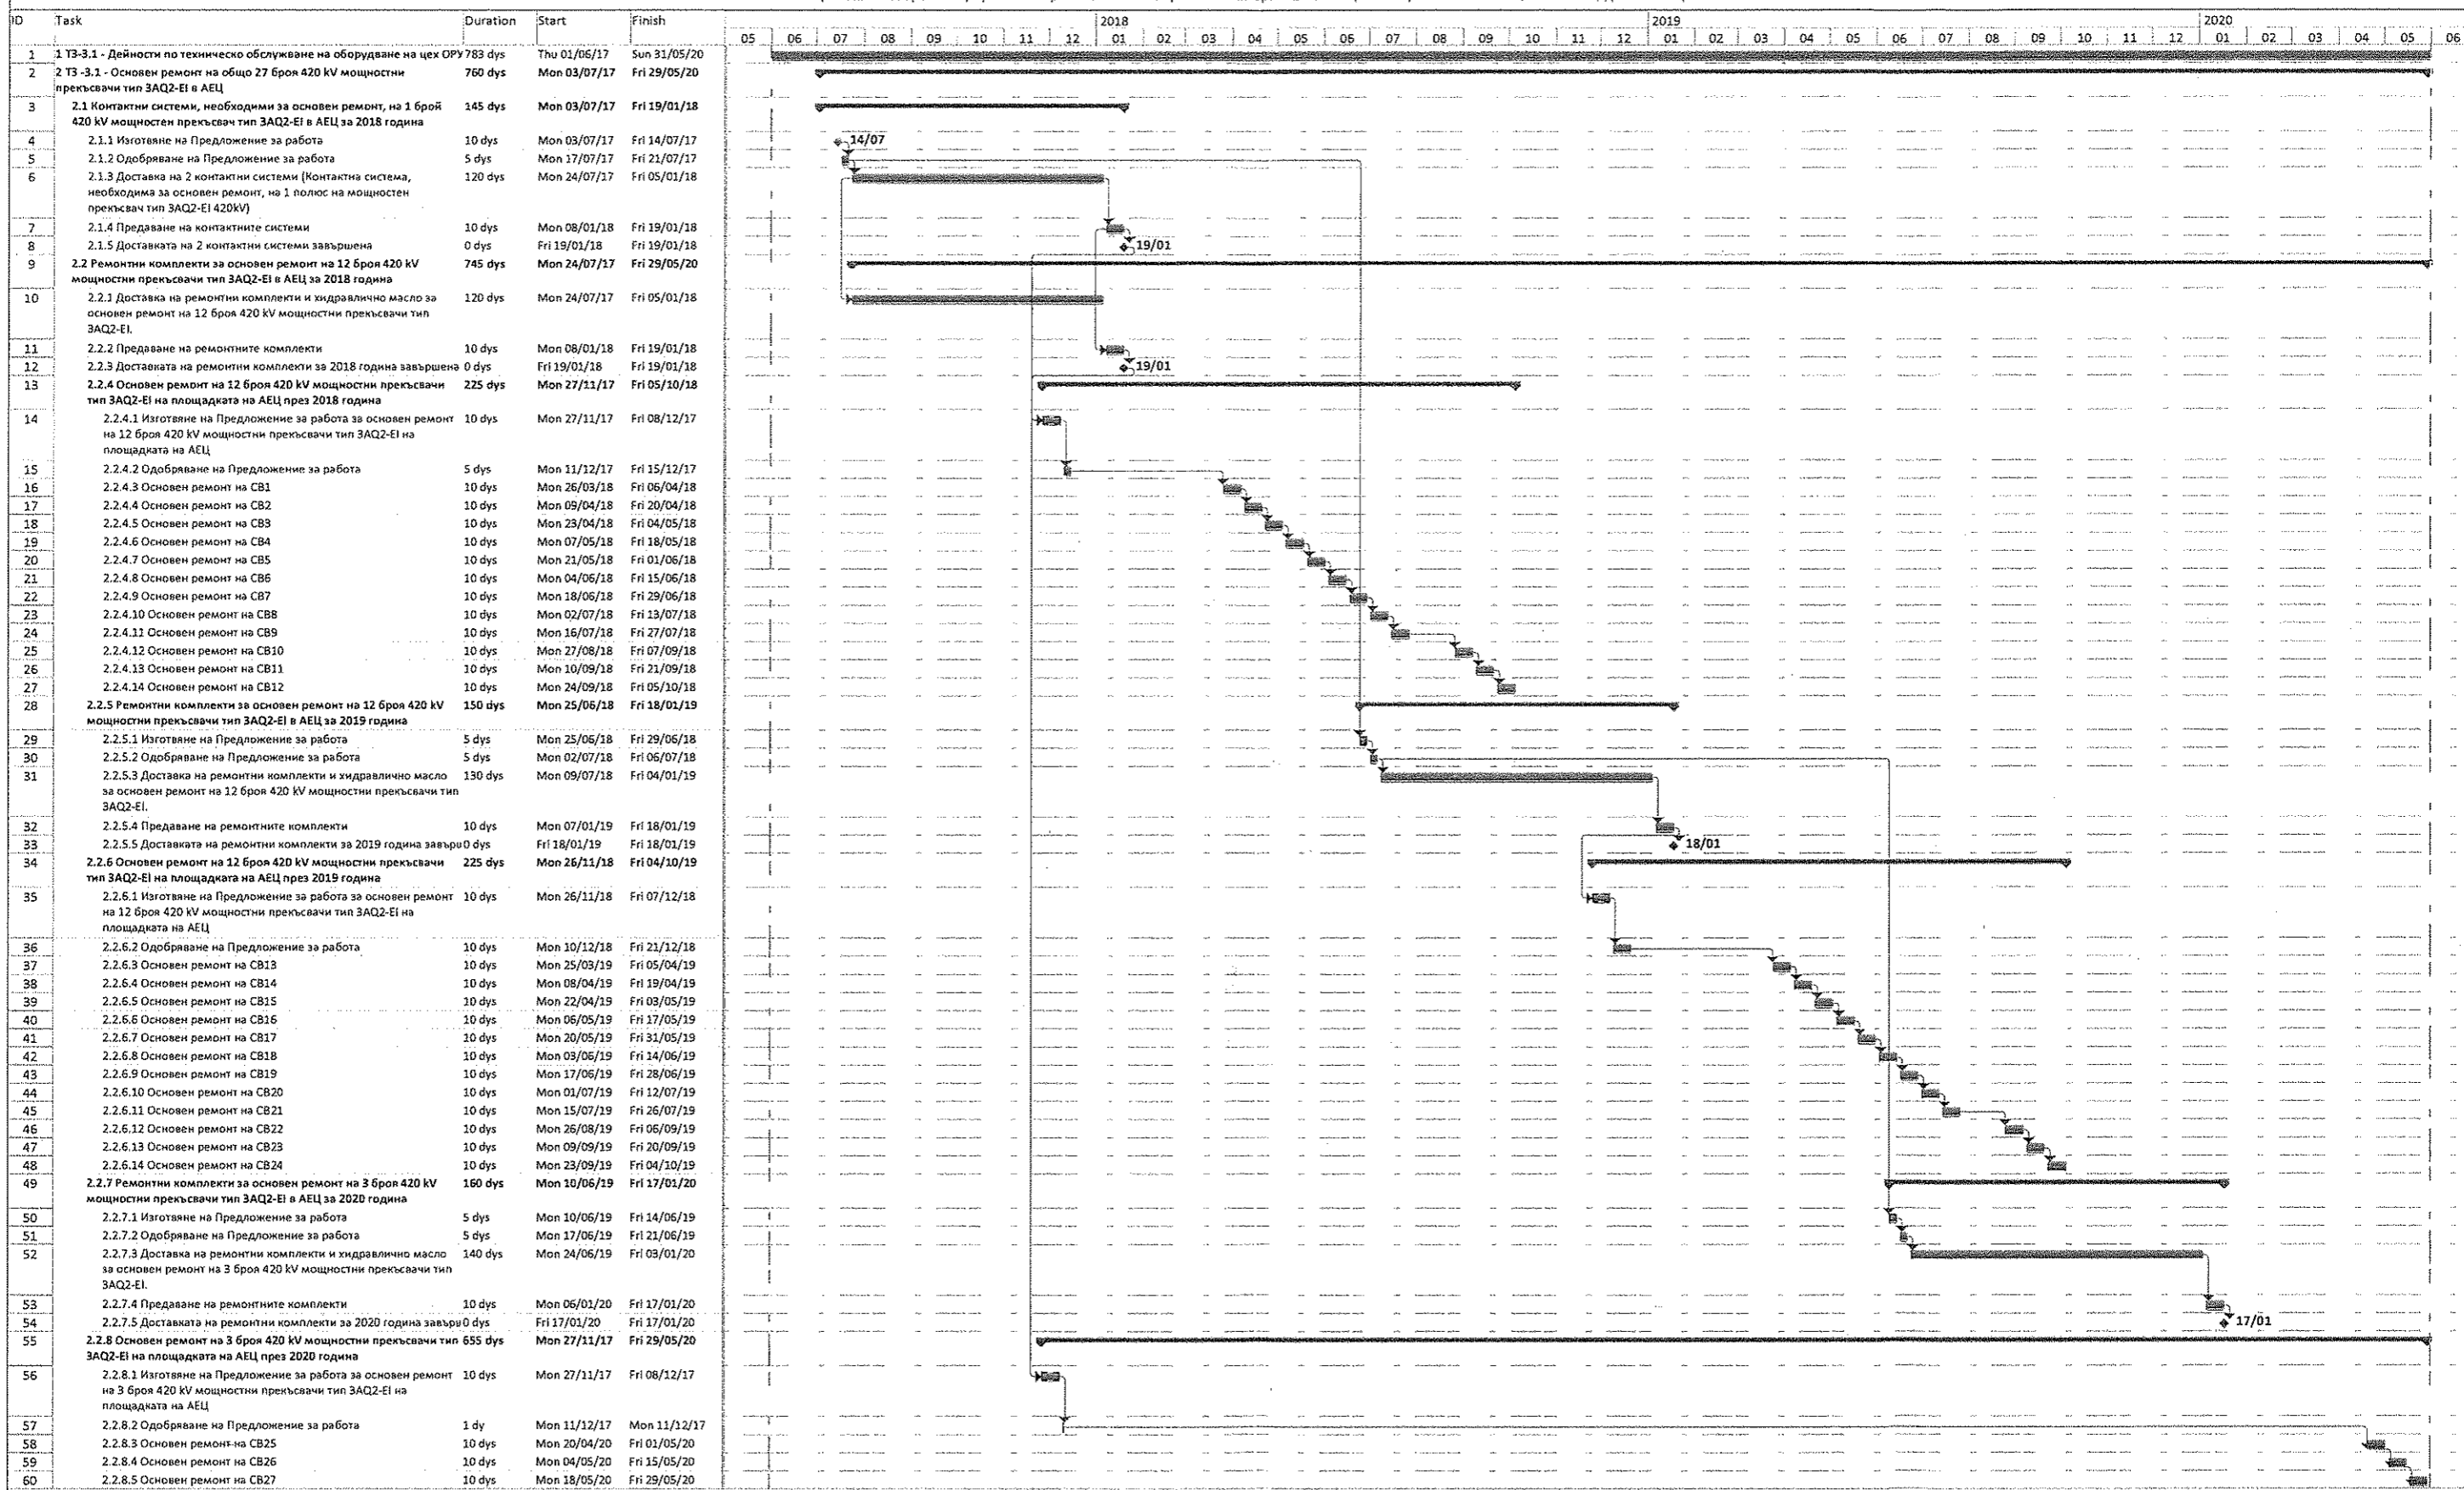 ID Task Duration Start Finish 2018 2019 2020
05 06 07 08 09 10 11 12 01 02 03 04 05 06 07 08 09 10 11 12 01 02 03 04 05 06 07 08 09 10 11 12 01 02 03 04 05 06
1 1 ТЗ-3.1 - Дейности по техническо обслужване на оборудване на цех ОРУ 783 dys Thu 01/06/17 Sun 31/05/20
2 2 ТЗ -3.1 - Основен ремонт на общо 27 броя 420 kV мощностни 760 dys Mon 03/07/17 Fri 29/05/20
прекъсвачи тип 3AQ2-EI в АЕЦ
3 2.1 Контактни системи, необходими за основен ремонт, на 1 брой 145 dys Mon 03/07/17 Fri 19/01/18
420 kV мощностен прекъсвач тип 3AQ2-EI в АЕЦ за 2018 година
4 2.1.1 Изготвяне на Предложение за работа 10 dys Mon 03/07/17 Fri 14/07/17 14/07
5 2.1.2 Одобряване на Предложение за работа 5 dys Mon 17/07/17 Fri 21/07/17
6 2.1.3 Доставка на 2 контактни системи (Контактна система, 120 dys Mon 24/07/17 Fri 05/01/18
необходима за основен ремонт, на 1 полюс на мощностен
прекъсвач тип 3AQ2-EI 420kV)
7 2.1.4 Предаване на контактните системи 10 dys Mon 08/01/18 Fri 19/01/18
8 2.1.5 Доставката на 2 контактни системи завършена 0 dys Fri 19/01/18 Fri 19/01/18 19/01
9 2.2 Ремонтни комплекти за основен ремонт на 12 броя 420 kV 745 dys Mon 24/07/17 Fri 29/05/20
мощностни прекъсвачи тип 3AQ2-EI в АЕЦ за 2018 година
10 2.2.1 Доставка на ремонтни комплекти и хидравлично масло за 120 dys Mon 24/07/17 Fri 05/01/18
основен ремонт на 12 броя 420 kV мощностни прекъсвачи тип
3AQ2-EI.
11 2.2.2 Предаване на ремонтните комплекти 10 dys Mon 08/01/18 Fri 19/01/18
12 2.2.3 Доставката на ремонтни комплекти за 2018 година завършена 0 dys Fri 19/01/18 Fri 19/01/18 19/01
13 2.2.4 Основен ремонт на 12 броя 420 kV мощностни прекъсвачи 225 dys Mon 27/11/17 Fri 05/10/18
тип 3AQ2-EI на площадката на АЕЦ през 2018 година
14 2.2.4.1 Изготвяне на Предложение за работа за основен ремонт 10 dys Mon 27/11/17 Fri 08/12/17
на 12 броя 420 kV мощностни прекъсвачи тип 3AQ2-EI на
площадката на АЕЦ
15 2.2.4.2 Одобряване на Предложение за работа 5 dys Mon 11/12/17 Fri 15/12/17
16 2.2.4.3 Основен ремонт на CB1 10 dys Mon 26/03/18 Fri 06/04/18
17 2.2.4.4 Основен ремонт на CB2 10 dys Mon 09/04/18 Fri 20/04/18
18 2.2.4.5 Основен ремонт на CB3 10 dys Mon 23/04/18 Fri 04/05/18
19 2.2.4.6 Основен ремонт на CB4 10 dys Mon 07/05/18 Fri 18/05/18
20 2.2.4.7 Основен ремонт на CB5 10 dys Mon 21/05/18 Fri 01/06/18
21 2.2.4.8 Основен ремонт на CB6 10 dys Mon 04/06/18 Fri 15/06/18
22 2.2.4.9 Основен ремонт на CB7 10 dys Mon 18/06/18 Fri 29/06/18
23 2.2.4.10 Основен ремонт на CB8 10 dys Mon 02/07/18 Fri 13/07/18
24 2.2.4.11 Основен ремонт на CB9 10 dys Mon 16/07/18 Fri 27/07/18
25 2.2.4.12 Основен ремонт на CB10 10 dys Mon 27/08/18 Fri 07/09/18
26 2.2.4.13 Основен ремонт на CB11 10 dys Mon 10/09/18 Fri 21/09/18
27 2.2.4.14 Основен ремонт на CB12 10 dys Mon 24/09/18 Fri 05/10/18
28 2.2.5 Ремонтни комплекти за основен ремонт на 12 броя 420 kV 150 dys Mon 25/06/18 Fri 18/01/19
мощностни прекъсвачи тип 3AQ2-EI в АЕЦ за 2019 година
29 2.2.5.1 Изготвяне на Предложение за работа 5 dys Mon 25/06/18 Fri 29/06/18
30 2.2.5.2 Одобряване на Предложение за работа 5 dys Mon 02/07/18 Fri 06/07/18
31 2.2.5.3 Доставка на ремонтни комплекти и хидравлично масло 130 dys Mon 09/07/18 Fri 04/01/19
за основен ремонт на 12 броя 420 kV мощностни прекъсвачи тип
3AQ2-EI.
32 2.2.5.4 Предаване на ремонтните комплекти 10 dys Mon 07/01/19 Fri 18/01/19
33 2.2.5.5 Доставката на ремонтни комплекти за 2019 година завърш 0 dys Fri 18/01/19 Fri 18/01/19 18/01
34 2.2.6 Основен ремонт на 12 броя 420 kV мощностни прекъсвачи 225 dys Mon 26/11/18 Fri 04/10/19
тип 3AQ2-EI на площадката на АЕЦ през 2019 година
35 2.2.6.1 Изготвяне на Предложение за работа за основен ремонт 10 dys Mon 26/11/18 Fri 07/12/18
на 12 броя 420 kV мощностни прекъсвачи тип 3AQ2-EI на
площадката на АЕЦ
36 2.2.6.2 Одобряване на Предложение за работа 10 dys Mon 10/12/18 Fri 21/12/18
37 2.2.6.3 Основен ремонт на CB13 10 dys Mon 25/03/19 Fri 05/04/19
38 2.2.6.4 Основен ремонт на CB14 10 dys Mon 08/04/19 Fri 19/04/19
39 2.2.6.5 Основен ремонт на CB15 10 dys Mon 22/04/19 Fri 03/05/19
40 2.2.6.6 Основен ремонт на CB16 10 dys Mon 06/05/19 Fri 17/05/19
41 2.2.6.7 Основен ремонт на CB17 10 dys Mon 20/05/19 Fri 31/05/19
42 2.2.6.8 Основен ремонт на CB18 10 dys Mon 03/06/19 Fri 14/06/19
43 2.2.6.9 Основен ремонт на CB19 10 dys Mon 17/06/19 Fri 28/06/19
44 2.2.6.10 Основен ремонт на CB20 10 dys Mon 01/07/19 Fri 12/07/19
45 2.2.6.11 Основен ремонт на CB21 10 dys Mon 15/07/19 Fri 26/07/19
46 2.2.6.12 Основен ремонт на CB22 10 dys Mon 26/08/19 Fri 06/09/19
47 2.2.6.13 Основен ремонт на CB23 10 dys Mon 09/09/19 Fri 20/09/19
48 2.2.6.14 Основен ремонт на CB24 10 dys Mon 23/09/19 Fri 04/10/19
49 2.2.7 Ремонтни комплекти за основен ремонт на 3 броя 420 kV 160 dys Mon 10/06/19 Fri 17/01/20
мощностни прекъсвачи тип 3AQ2-EI в АЕЦ за 2020 година
50 2.2.7.1 Изготвяне на Предложение за работа 5 dys Mon 10/06/19 Fri 14/06/19
51 2.2.7.2 Одобряване на Предложение за работа 5 dys Mon 17/06/19 Fri 21/06/19
52 2.2.7.3 Доставка на ремонтни комплекти и хидравлично масло 140 dys Mon 24/06/19 Fri 03/01/20
за основен ремонт на 3 броя 420 kV мощностни прекъсвачи тип
3AQ2-EI.
53 2.2.7.4 Предаване на ремонтните комплекти 10 dys Mon 06/01/20 Fri 17/01/20
54 2.2.7.5 Доставката на ремонтни комплекти за 2020 година завърш 0 dys Fri 17/01/20 Fri 17/01/20 17/01
55 2.2.8 Основен ремонт на 3 броя 420 kV мощностни прекъсвачи тип 655 dys Mon 27/11/17 Fri 29/05/20
3AQ2-EI на площадката на АЕЦ през 2020 година
56 2.2.8.1 Изготвяне на Предложение за работа за основен ремонт 10 dys Mon 27/11/17 Fri 08/12/17
на 3 броя 420 kV мощностни прекъсвачи тип 3AQ2-EI на
площадката на АЕЦ
57 2.2.8.2 Одобряване на Предложение за работа 1 dy Mon 11/12/17 Mon 11/12/17
58 2.2.8.3 Основен ремонт на CB25 10 dys Mon 20/04/20 Fri 01/05/20
59 2.2.8.4 Основен ремонт на CB26 10 dys Mon 04/05/20 Fri 15/05/20
60 2.2.8.5 Основен ремонт на CB27 10 dys Mon 18/05/20 Fri 29/05/20